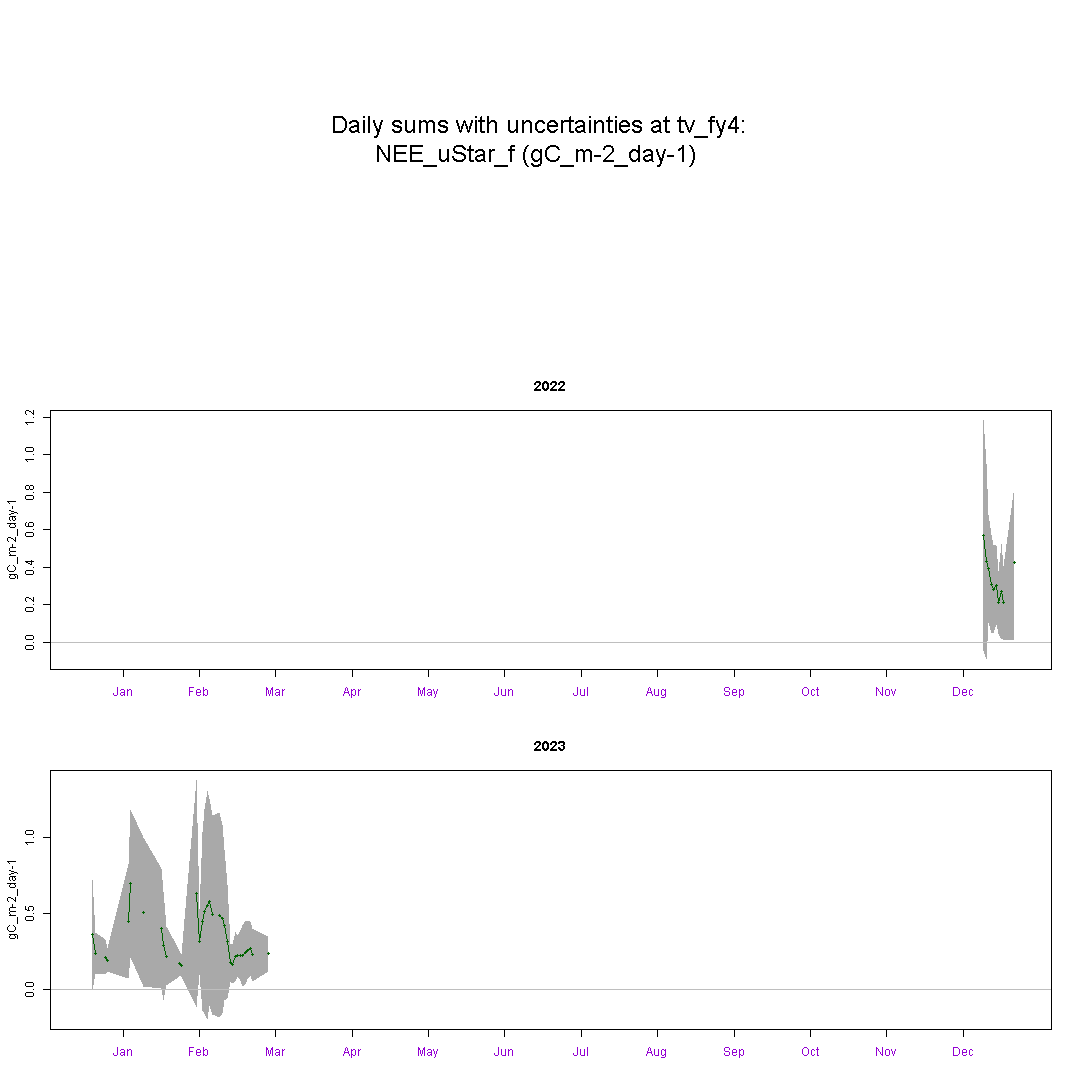 Daily sums with uncertainties at tv_fy4:
NEE_uStar_f (gC_m-2_day-1)
2022
gC_m-2_day-1
1.2
1.0
0.8
0.6
0.4
0.2
0.0
Jan Feb Mar Apr May Jun Jul Aug Sep Oct Nov Dec
2023
gC_m-2_day-1
1.0
0.5
0.0
Jan Feb Mar Apr May Jun Jul Aug Sep Oct Nov Dec